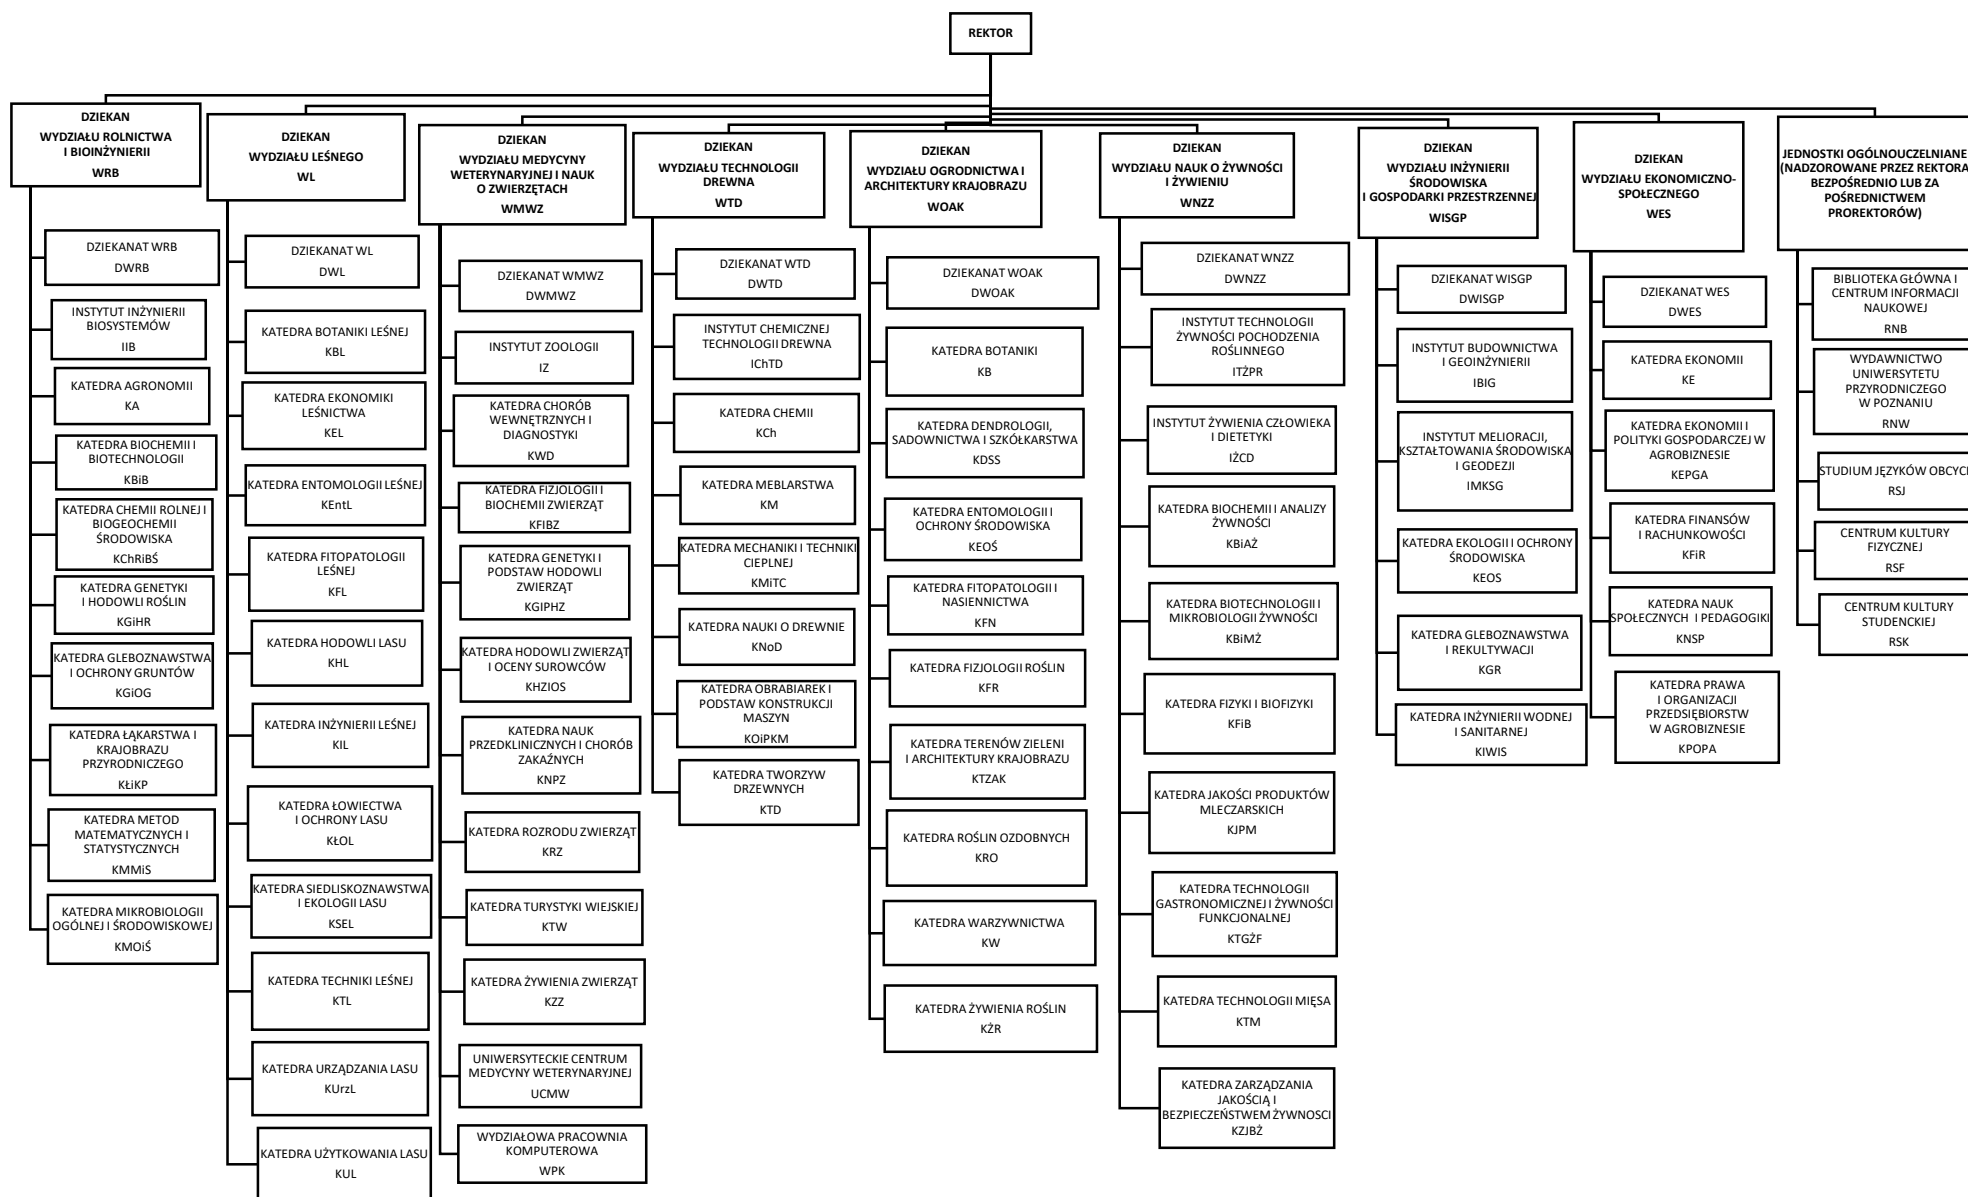 REKTOR
DZIEKAN
WYDZIAŁU ROLNICTWA
I BIOINŻYNIERII
WRB
DZIEKANAT WRB
DWRB
INSTYTUT INŻYNIERII
BIOSYSTEMÓW
IIB
KATEDRA AGRONOMII
KA
KATEDRA BIOCHEMII I
BIOTECHNOLOGII
KBiB
KATEDRA CHEMII ROLNEJ I
BIOGEOCHEMII
ŚRODOWISKA
KChRiBŚ
KATEDRA GENETYKI
I HODOWLI ROŚLIN
KGiHR
KATEDRA GLEBOZNAWSTWA
I OCHRONY GRUNTÓW
KGiOG
KATEDRA ŁĄKARSTWA I
KRAJOBRAZU
PRZYRODNICZEGO
KŁiKP
KATEDRA METOD
MATEMATYCZNYCH I
STATYSTYCZNYCH
KMMiS
KATEDRA MIKROBIOLOGII
OGÓLNEJ I ŚRODOWISKOWEJ
KMOiŚ
DZIEKAN
WYDZIAŁU LEŚNEGO
WL
DZIEKANAT WL
DWL
KATEDRA BOTANIKI LEŚNEJ
KBL
KATEDRA EKONOMIKI
LEŚNICTWA
KEL
KATEDRA ENTOMOLOGII LEŚNEJ
KEntL
KATEDRA FITOPATOLOGII
LEŚNEJ
KFL
KATEDRA HODOWLI LASU
KHL
KATEDRA INŻYNIERII LEŚNEJ
KIL
KATEDRA ŁOWIECTWA
I OCHRONY LASU
KŁOL
KATEDRA SIEDLISKOZNAWSTWA
I EKOLOGII LASU
KSEL
KATEDRA TECHNIKI LEŚNEJ
KTL
KATEDRA URZĄDZANIA LASU
KUrzL
KATEDRA UŻYTKOWANIA LASU
KUL
DZIEKAN
WYDZIAŁU MEDYCYNY
WETERYNARYJNEJ I NAUK
O ZWIERZĘTACH
WMWZ
DZIEKANAT WMWZ
DWMWZ
INSTYTUT ZOOLOGII
IZ
KATEDRA CHORÓB
WEWNĘTRZNYCH I
DIAGNOSTYKI
KWD
KATEDRA FIZJOLOGII I
BIOCHEMII ZWIERZĄT
KFIBZ
KATEDRA GENETYKI I
PODSTAW HODOWLI
ZWIERZĄT
KGIPHZ
KATEDRA HODOWLI ZWIERZĄT
I OCENY SUROWCÓW
KHZIOS
KATEDRA NAUK
PRZEDKLINICZNYCH I CHORÓB
ZAKAŹNYCH
KNPZ
KATEDRA ROZRODU ZWIERZĄT
KRZ
KATEDRA TURYSTYKI WIEJSKIEJ
KTW
KATEDRA ŻYWIENIA ZWIERZĄT
KZZ
UNIWERSYTECKIE CENTRUM
MEDYCYNY WETERYNARYJNEJ
UCMW
WYDZIAŁOWA PRACOWNIA
KOMPUTEROWA
WPK
DZIEKAN
WYDZIAŁU TECHNOLOGII
DREWNA
WTD
DZIEKANAT WTD
DWTD
INSTYTUT CHEMICZNEJ
TECHNOLOGII DREWNA
IChTD
KATEDRA CHEMII
KCh
KATEDRA MEBLARSTWA
KM
KATEDRA MECHANIKI I TECHNIKI
CIEPLNEJ
KMiTC
KATEDRA NAUKI O DREWNIE
KNoD
KATEDRA OBRABIAREK I
PODSTAW KONSTRUKCJI
MASZYN
KOiPKM
KATEDRA TWORZYW
DRZEWNYCH
KTD
DZIEKAN
WYDZIAŁU OGRODNICTWA I
ARCHITEKTURY KRAJOBRAZU
WOAK
DZIEKANAT WOAK
DWOAK
KATEDRA BOTANIKI
KB
KATEDRA DENDROLOGII,
SADOWNICTWA I SZKÓŁKARSTWA
KDSS
KATEDRA ENTOMOLOGII I
OCHRONY ŚRODOWISKA
KEOŚ
KATEDRA FITOPATOLOGII I
NASIENNICTWA
KFN
KATEDRA FIZJOLOGII ROŚLIN
KFR
KATEDRA TERENÓW ZIELENI
I ARCHITEKTURY KRAJOBRAZU
KTZAK
KATEDRA ROŚLIN OZDOBNYCH
KRO
KATEDRA WARZYWNICTWA
KW
KATEDRA ŻYWIENIA ROŚLIN
KŻR
DZIEKAN
WYDZIAŁU NAUK O ŻYWNOŚCI
I ŻYWIENIU
WNZZ
DZIEKANAT WNZZ
DWNZZ
INSTYTUT TECHNOLOGII
ŻYWNOŚCI POCHODZENIA
ROŚLINNEGO
ITŻPR
INSTYTUT ŻYWIENIA CZŁOWIEKA
I DIETETYKI
IŻCD
KATEDRA BIOCHEMII I ANALIZY
ŻYWNOŚCI
KBiAŻ
KATEDRA BIOTECHNOLOGII I
MIKROBIOLOGII ŻYWNOŚCI
KBiMŻ
KATEDRA FIZYKI I BIOFIZYKI
KFiB
KATEDRA JAKOŚCI PRODUKTÓW
MLECZARSKICH
KJPM
KATEDRA TECHNOLOGII
GASTRONOMICZNEJ I ŻYWNOŚCI
FUNKCJONALNEJ
KTGŻF
KATEDRA TECHNOLOGII MIĘSA
KTM
KATEDRA ZARZĄDZANIA
JAKOŚCIĄ I
BEZPIECZEŃSTWEM ŻYWNOSCI
KZJBŻ
DZIEKAN
WYDZIAŁU INŻYNIERII
ŚRODOWISKA
I GOSPODARKI PRZESTRZENNEJ
WISGP
DZIEKANAT WISGP
DWISGP
INSTYTUT BUDOWNICTWA
I GEOINŻYNIERII
IBIG
INSTYTUT MELIORACJI,
KSZTAŁTOWANIA ŚRODOWISKA
I GEODEZJI
IMKSG
KATEDRA EKOLOGII I OCHRONY
ŚRODOWISKA
KEOS
KATEDRA GLEBOZNAWSTWA
I REKULTYWACJI
KGR
KATEDRA INŻYNIERII WODNEJ
I SANITARNEJ
KIWIS
DZIEKAN
WYDZIAŁU EKONOMICZNO-
SPOŁECZNEGO
WES
DZIEKANAT WES
DWES
KATEDRA EKONOMII
KE
KATEDRA EKONOMII I
POLITYKI GOSPODARCZEJ W
AGROBIZNESIE
KEPGA
KATEDRA FINANSÓW
I RACHUNKOWOŚCI
KFiR
KATEDRA NAUK
SPOŁECZNYCH I PEDAGOGIKI
KNSP
KATEDRA PRAWA
I ORGANIZACJI
PRZEDSIĘBIORSTW
W AGROBIZNESIE
KPOPA
JEDNOSTKI OGÓLNOUCZELNIANE
(NADZOROWANE PRZEZ REKTORA
BEZPOŚREDNIO LUB ZA
POŚREDNICTWEM
PROREKTORÓW)
BIBLIOTEKA GŁÓWNA I
CENTRUM INFORMACJI
NAUKOWEJ
RNB
WYDAWNICTWO
UNIWERSYTETU
PRZYRODNICZEGO
W POZNANIU
RNW
STUDIUM JĘZYKÓW OBCYCH
RSJ
CENTRUM KULTURY
FIZYCZNEJ
RSF
CENTRUM KULTURY
STUDENCKIEJ
RSK